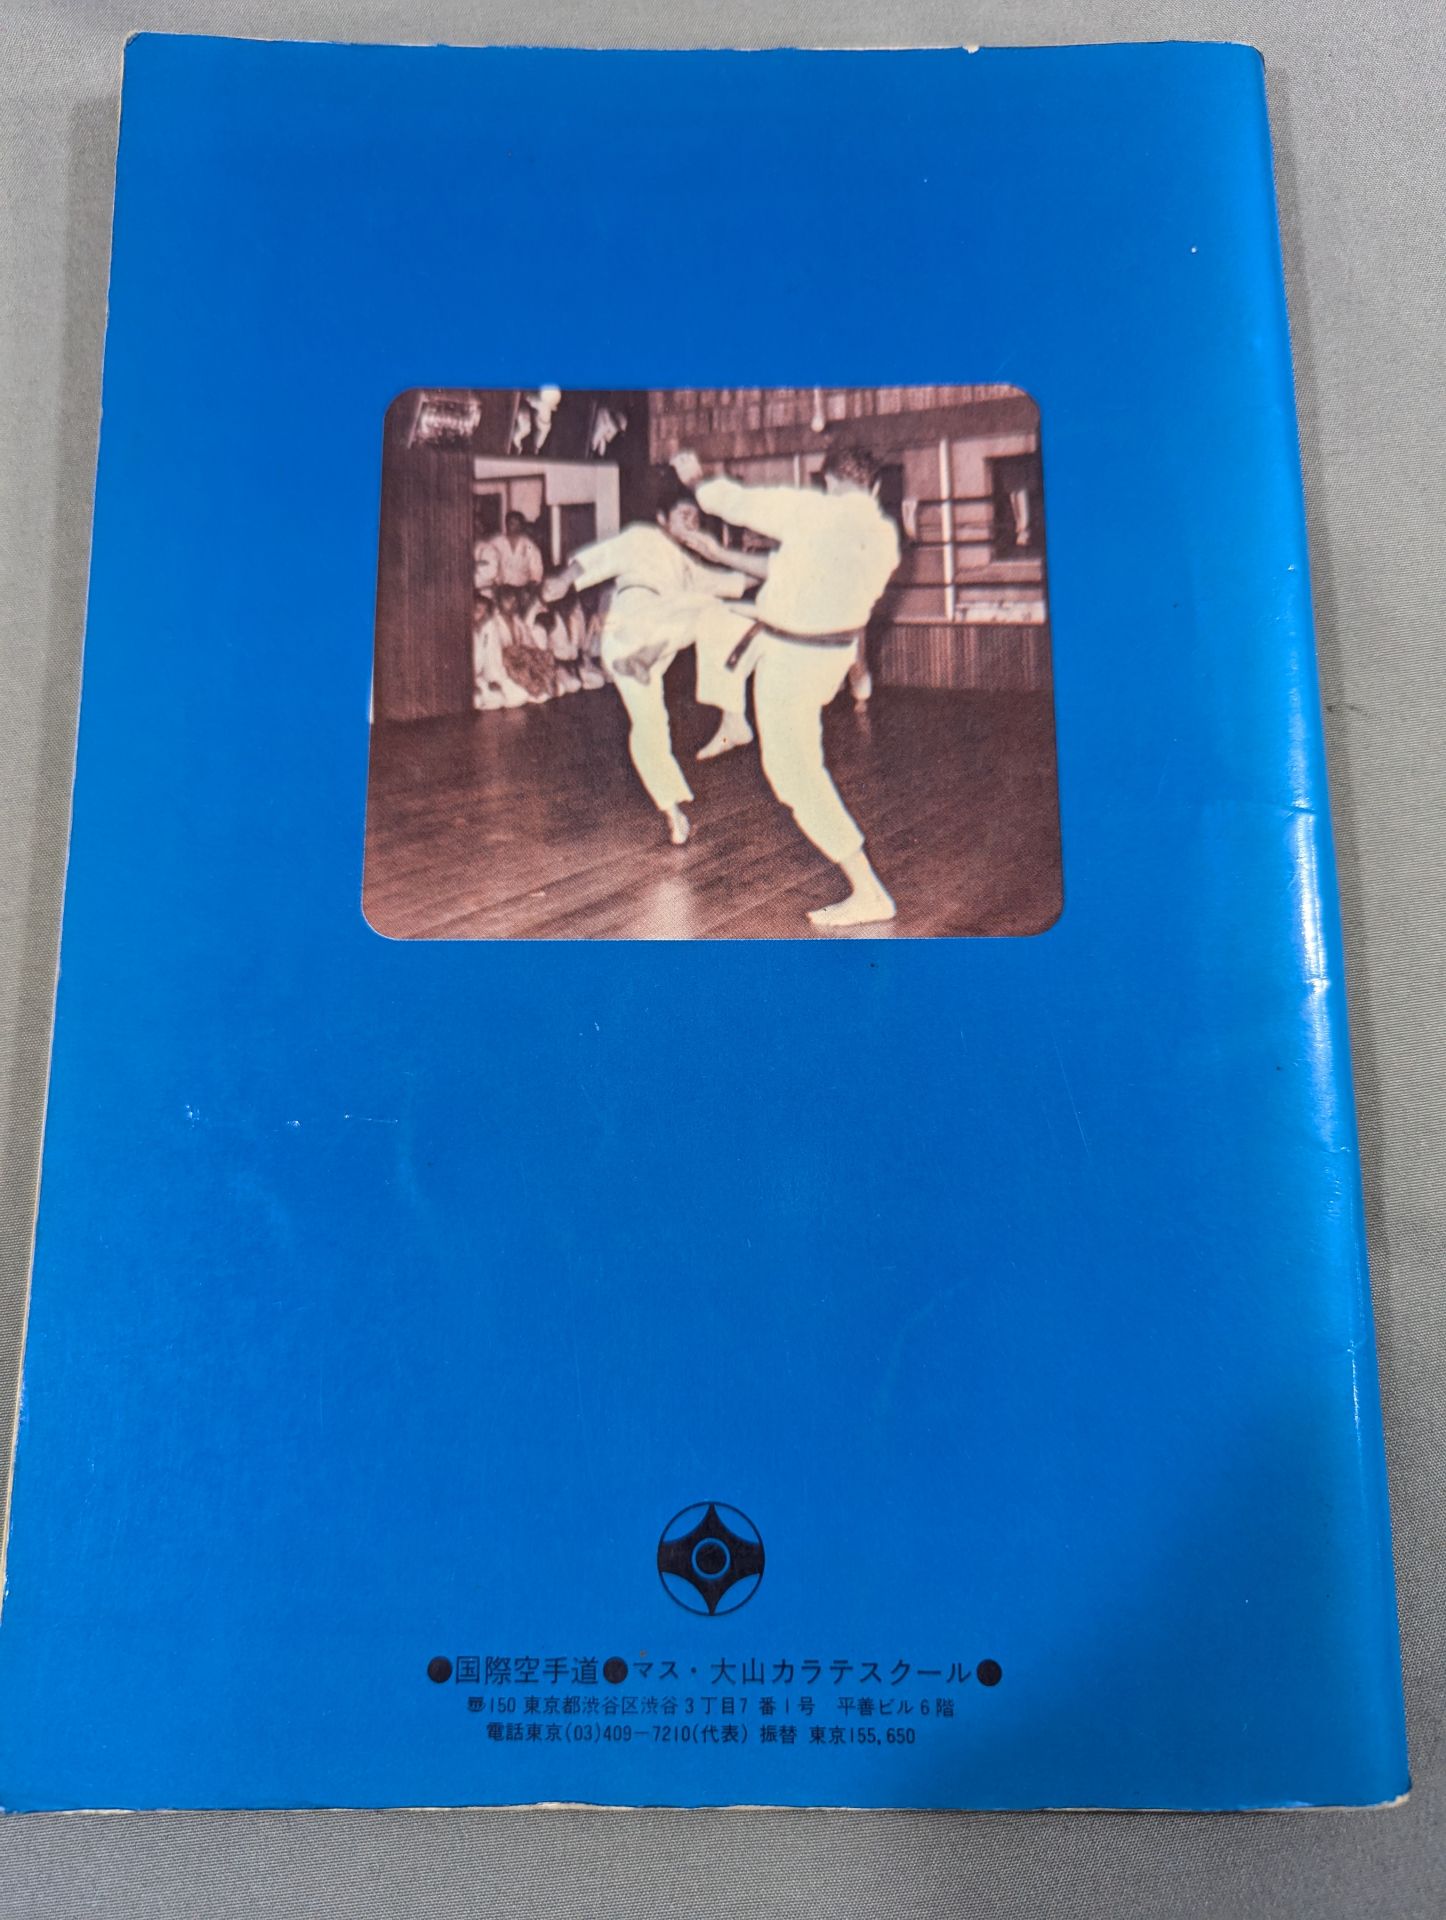 ●国際空手道●マス・大山カラテスクール●
〠150 東京都渋谷区渋谷3丁目7番1号 平善ビル6階
電話東京(03)409-7210(代表) 振替 東京155,650